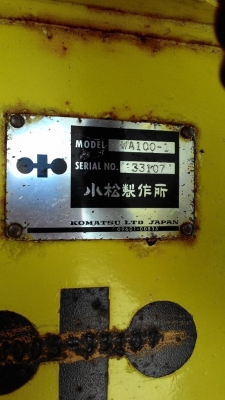 MODEL WA100-1
SERIAL NO. 33107
小松製作所
KOMATSU LTD JAPAN